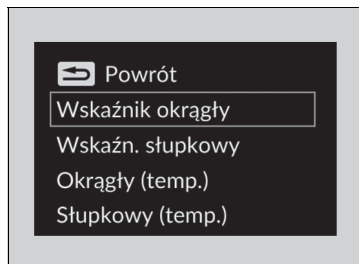 Powrót
Wskaźnik okrągły
Wskaźn. słupkowy
Okrągły (temp.)
Słupkowy (temp.)